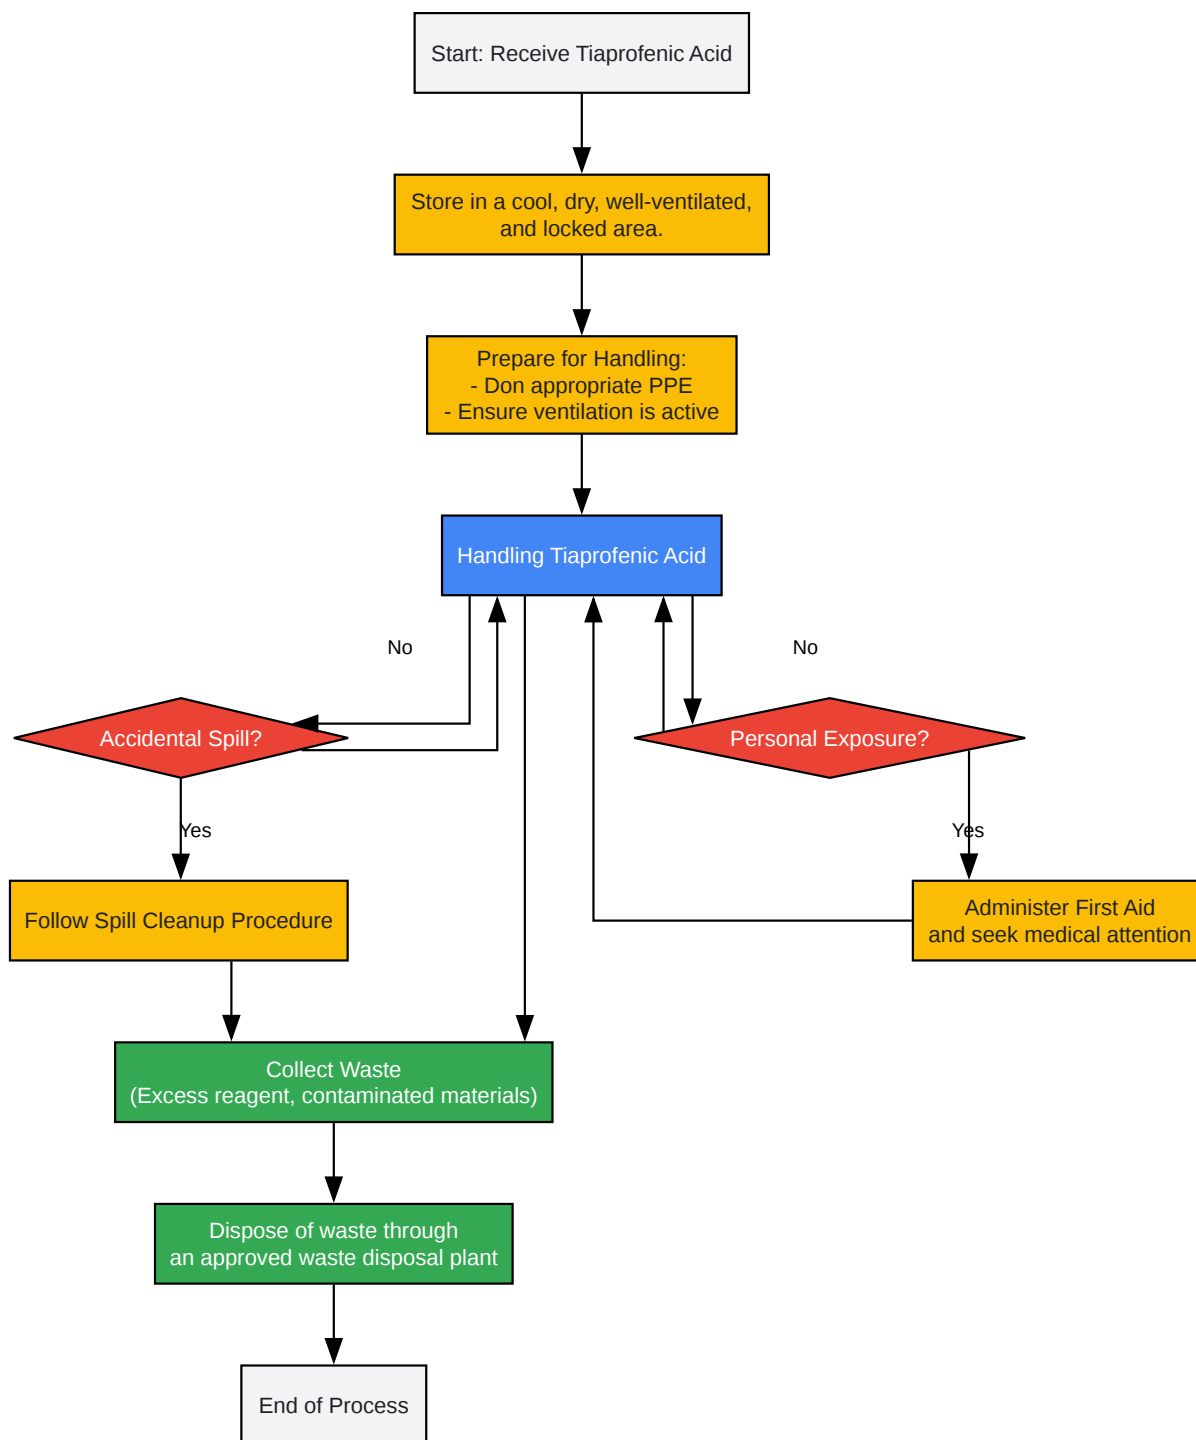 Start: Receive Tiaprofenic Acid
Store in a cool, dry, well-ventilated,
and locked area.
Prepare for Handling:
- Don appropriate PPE
- Ensure ventilation is active
Handling Tiaprofenic Acid
No
No
Accidental Spill?
Personal Exposure?
Yes
Yes
Follow Spill Cleanup Procedure
Administer First Aid
and seek medical attention
Collect Waste
(Excess reagent, contaminated materials)
Dispose of waste through
an approved waste disposal plant
End of Process